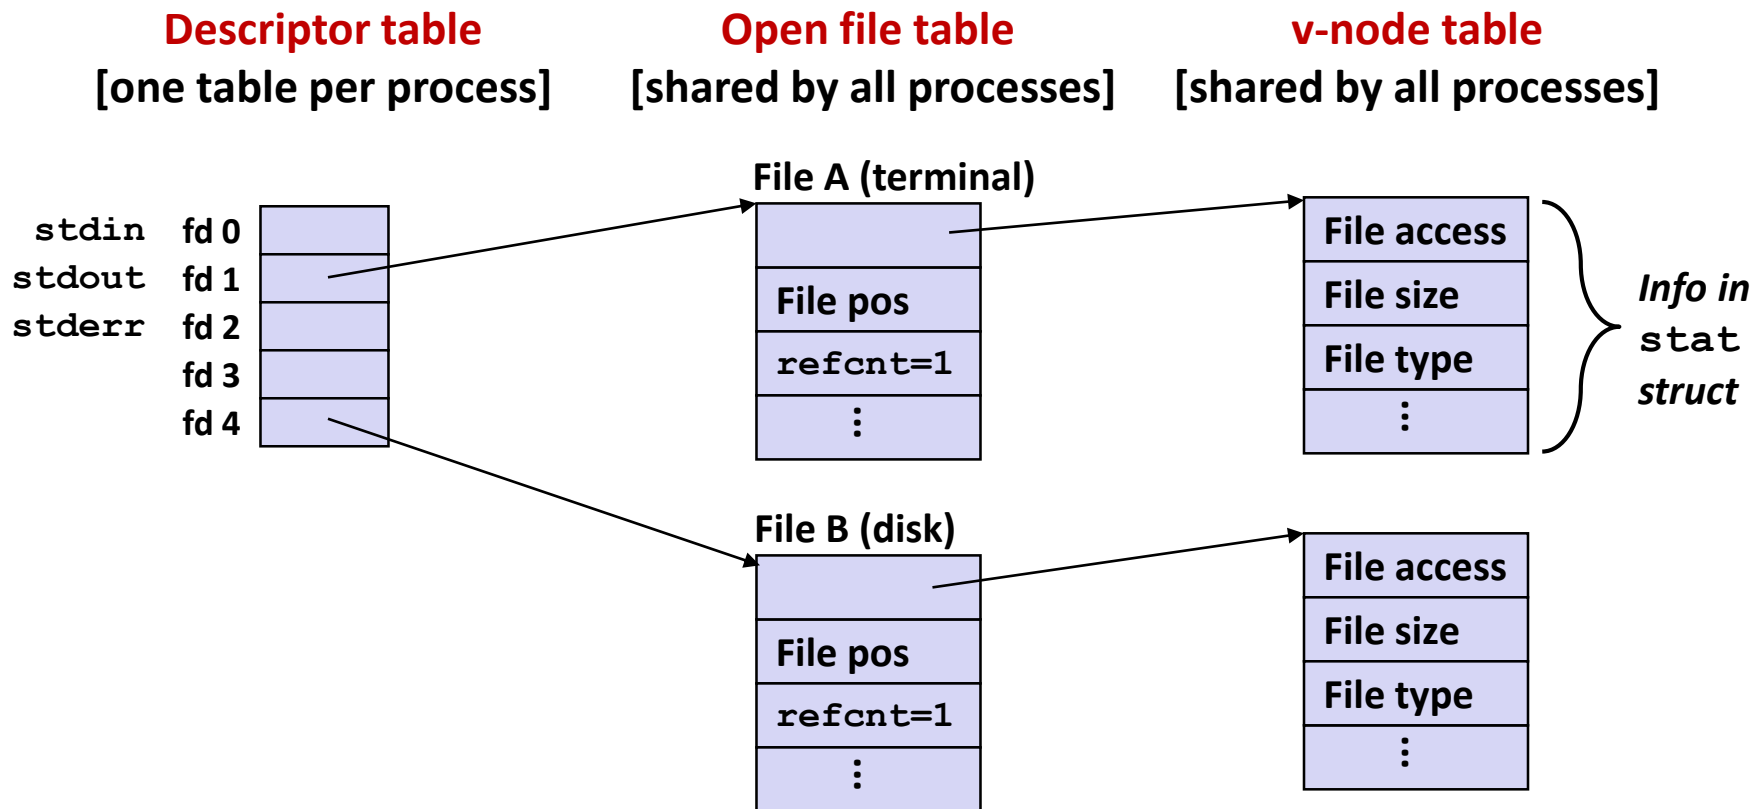 Descriptor table
[one table per process]
Open file table
[shared by all processes]
v-node table
[shared by all processes]
stdin fd 0
stdout fd 1
stderr fd 2
fd 3
fd 4
File A (terminal)
File pos
refcnt=1
⋮
File access
File size
File type
⋮
Info in
stat
struct
File B (disk)
File pos
refcnt=1
⋮
File access
File size
File type
⋮